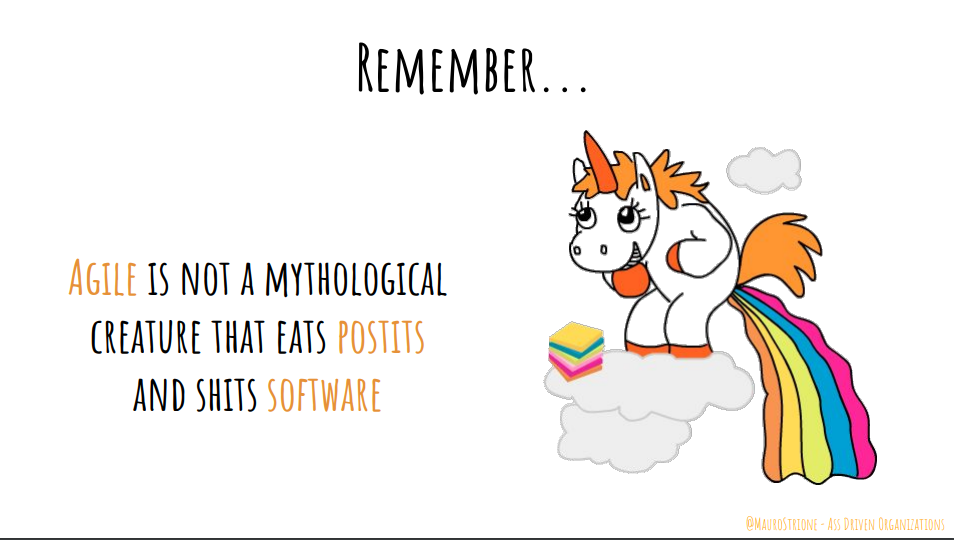 Remember...
Agile is not a mythological
creature that eats postits
and shits software
@MauroStrione - Ass Driven Organizations